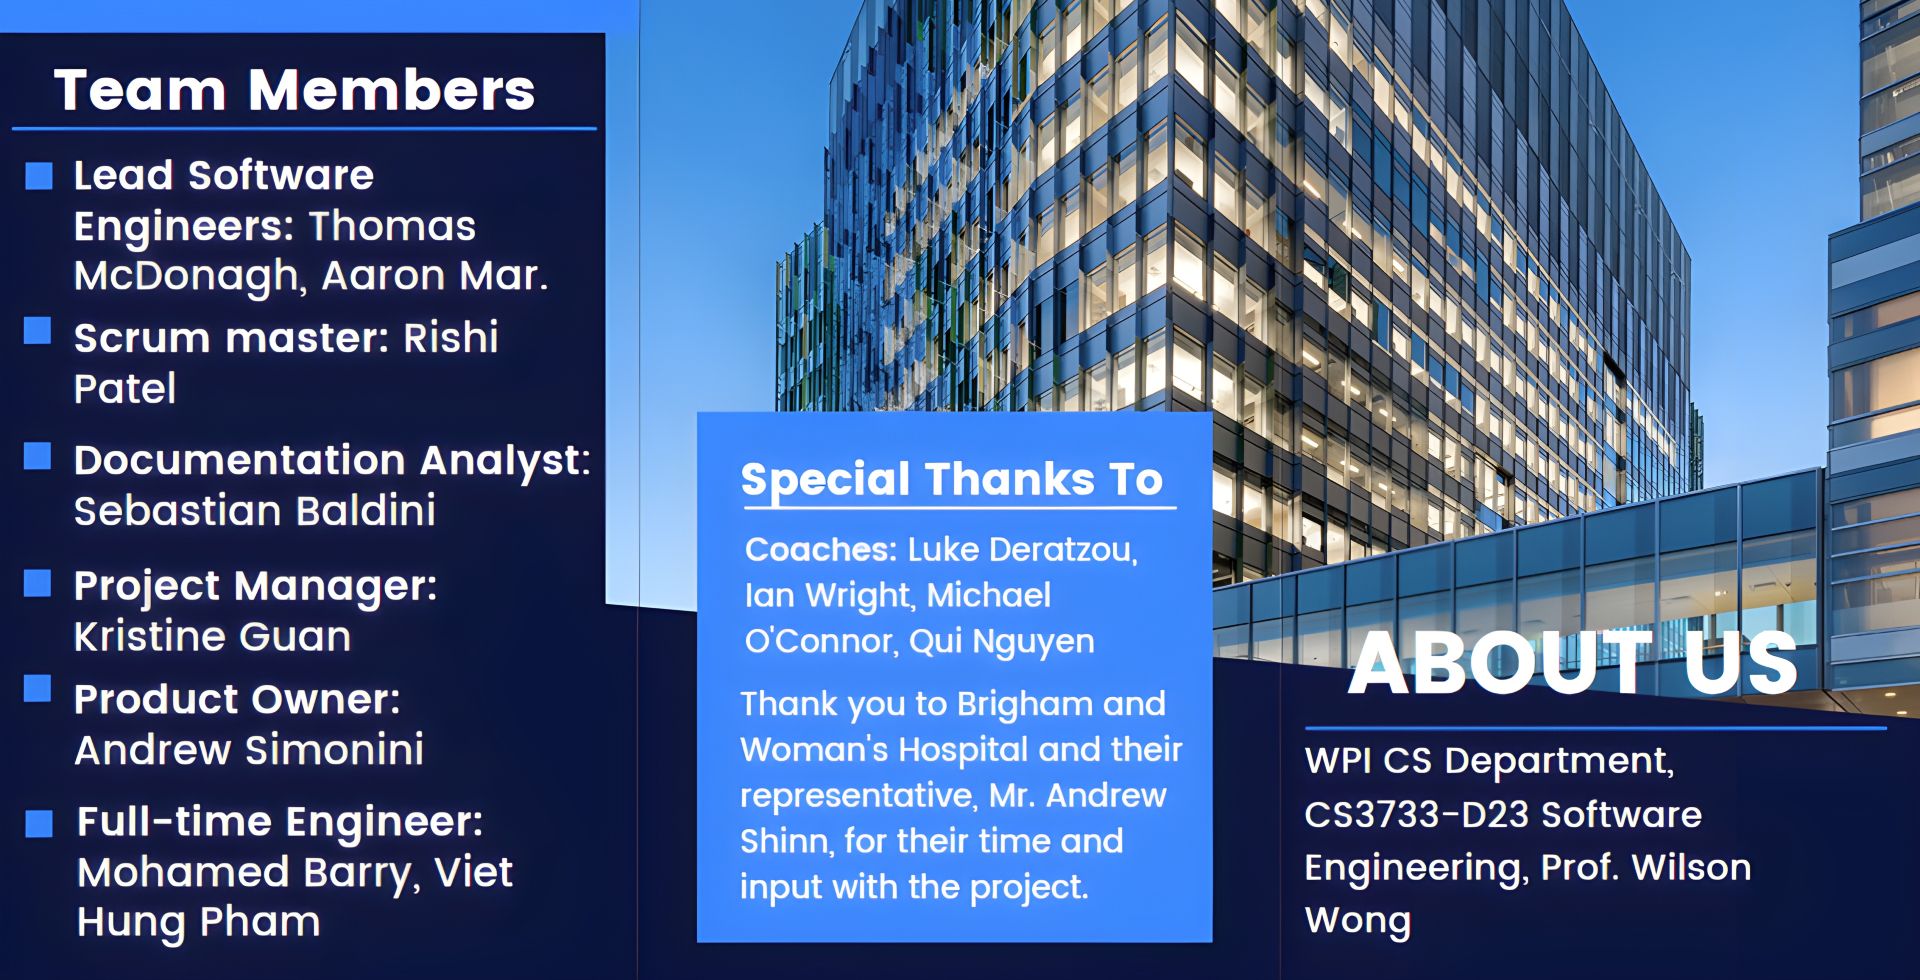 Team Members
Lead Software
Engineers: Thomas
McDonagh, Aaron Mar.
Scrum master: Rishi
Patel
Documentation Analyst:
Sebastian Baldini
Project Manager:
Kristine Guan
Product Owner:
Andrew Simonini
Full-time Engineer:
Mohamed Barry, Viet
Hung Pham
Special Thanks To
Coaches: Luke Deratzou,
Ian Wright, Michael
O'Connor, Qui Nguyen
Thank you to Brigham and
Woman's Hospital and their
representative, Mr. Andrew
Shinn, for their time and
input with the project.
ABOUT US
WPI CS Department,
CS3733-D23 Software
Engineering, Prof. Wilson
Wong